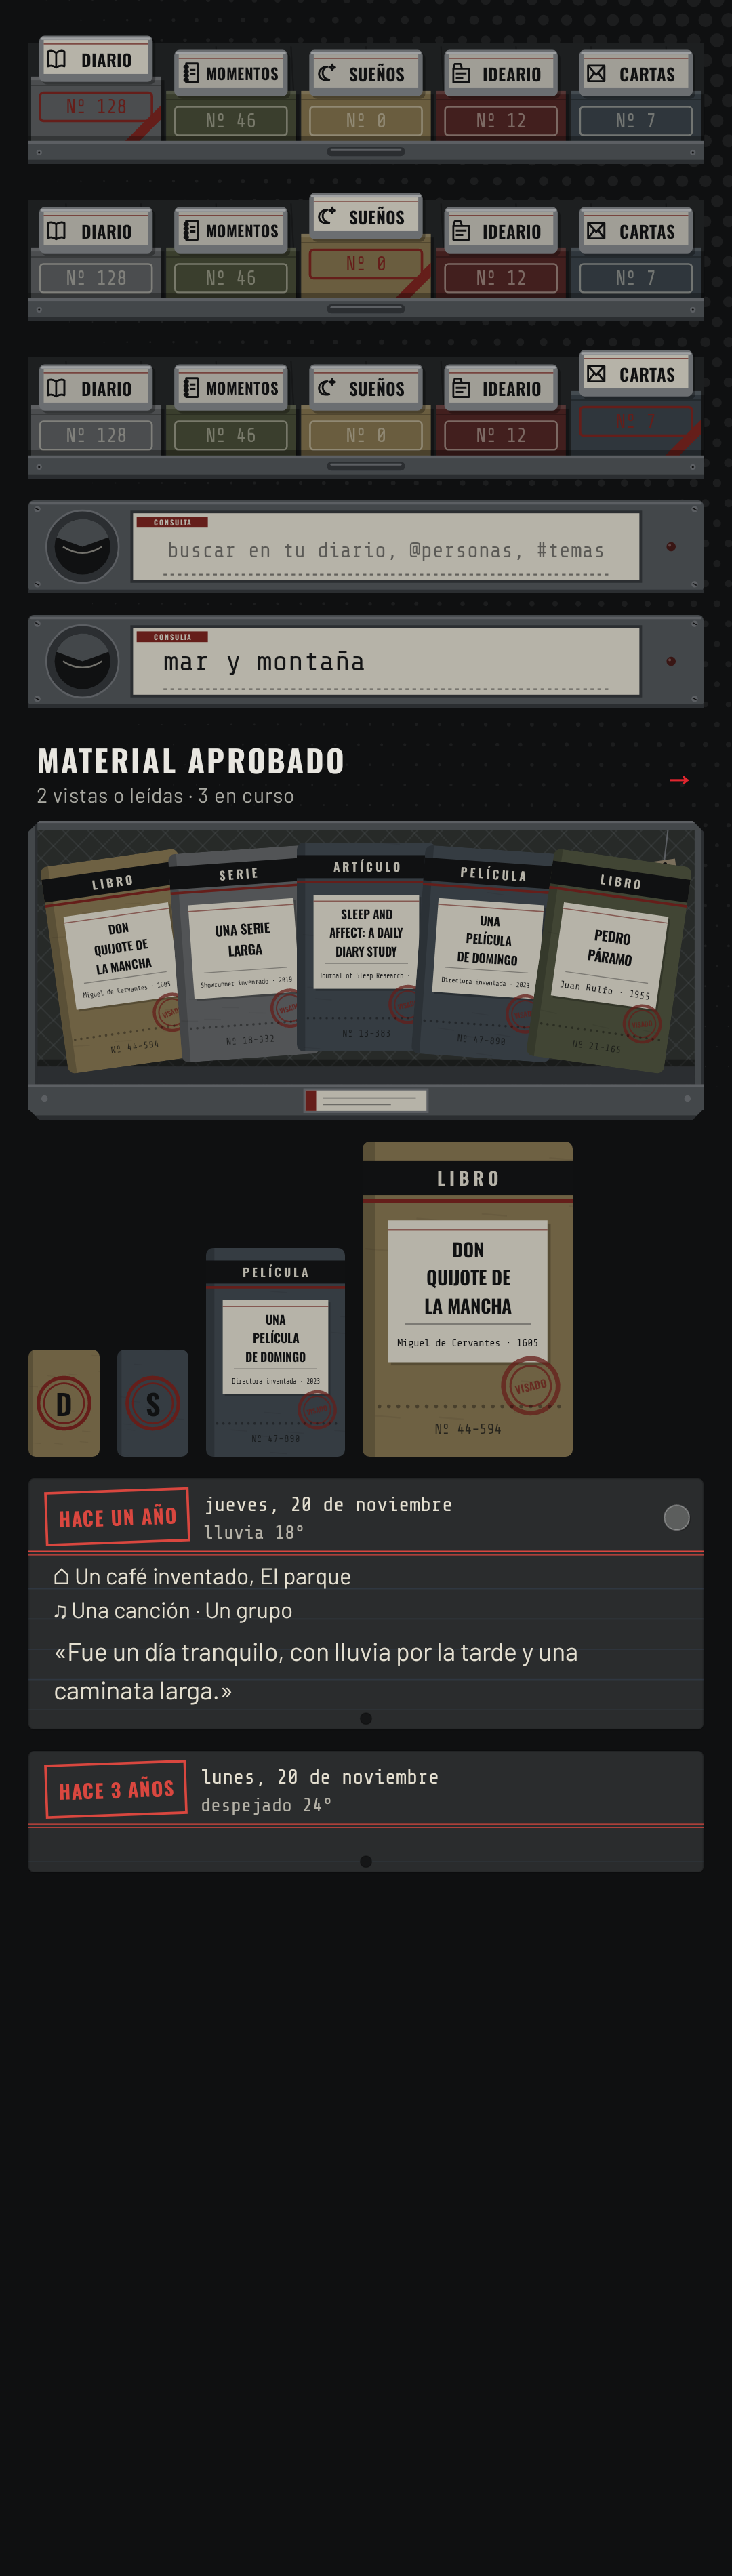 DIARIO MOMENTOS SUEÑOS IDEARIO CARTAS
Nº 128 Nº 46 Nº 0 Nº 12 Nº 7
DIARIO MOMENTOS SUEÑOS IDEARIO CARTAS
Nº 128 Nº 46 Nº 0 Nº 12 Nº 7
DIARIO MOMENTOS SUEÑOS IDEARIO CARTAS
Nº 128 Nº 46 Nº 0 Nº 12 Nº 7
CONSULTA
buscar en tu diario, @personas, #temas
CONSULTA
mar y montaña
MATERIAL APROBADO
→
2 vistas o leídas · 3 en curso
LIBRO
DON
QUIJOTE DE
LA MANCHA
Miguel de Cervantes · 1605
Nº 44-594
SERIE
UNA SERIE
LARGA
Showrunner inventado · 2019
Nº 18-332
ARTÍCULO
SLEEP AND
AFFECT: A DAILY
DIARY STUDY
Journal of Sleep Research ·…
Nº 13-383
PELÍCULA
UNA
PELÍCULA
DE DOMINGO
Directora inventada · 2023
Nº 47-890
LIBRO
PEDRO
PÁRAMO
Juan Rulfo · 1955
VISADO
Nº 21-165
D
S
PELÍCULA
UNA
PELÍCULA
DE DOMINGO
Directora inventada · 2023
VISADO
Nº 47-890
LIBRO
DON
QUIJOTE DE
LA MANCHA
Miguel de Cervantes · 1605
VISADO
Nº 44-594
HACE UN AÑO
jueves, 20 de noviembre
lluvia 18°
⌂ Un café inventado, El parque
♫ Una canción · Un grupo
«Fue un día tranquilo, con lluvia por la tarde y una
caminata larga.»
HACE 3 AÑOS
lunes, 20 de noviembre
despejado 24°